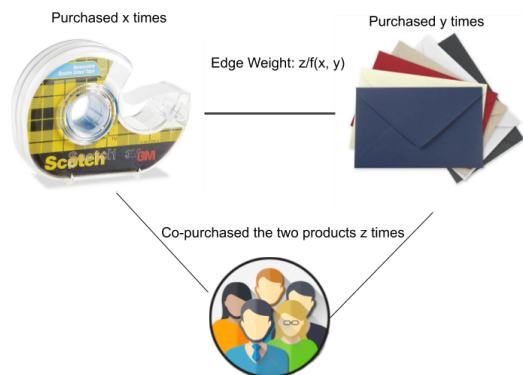 Purchased x times
Purchased y times
Edge Weight: z/f(x, y)
Scotch
3M
Co-purchased the two products z times